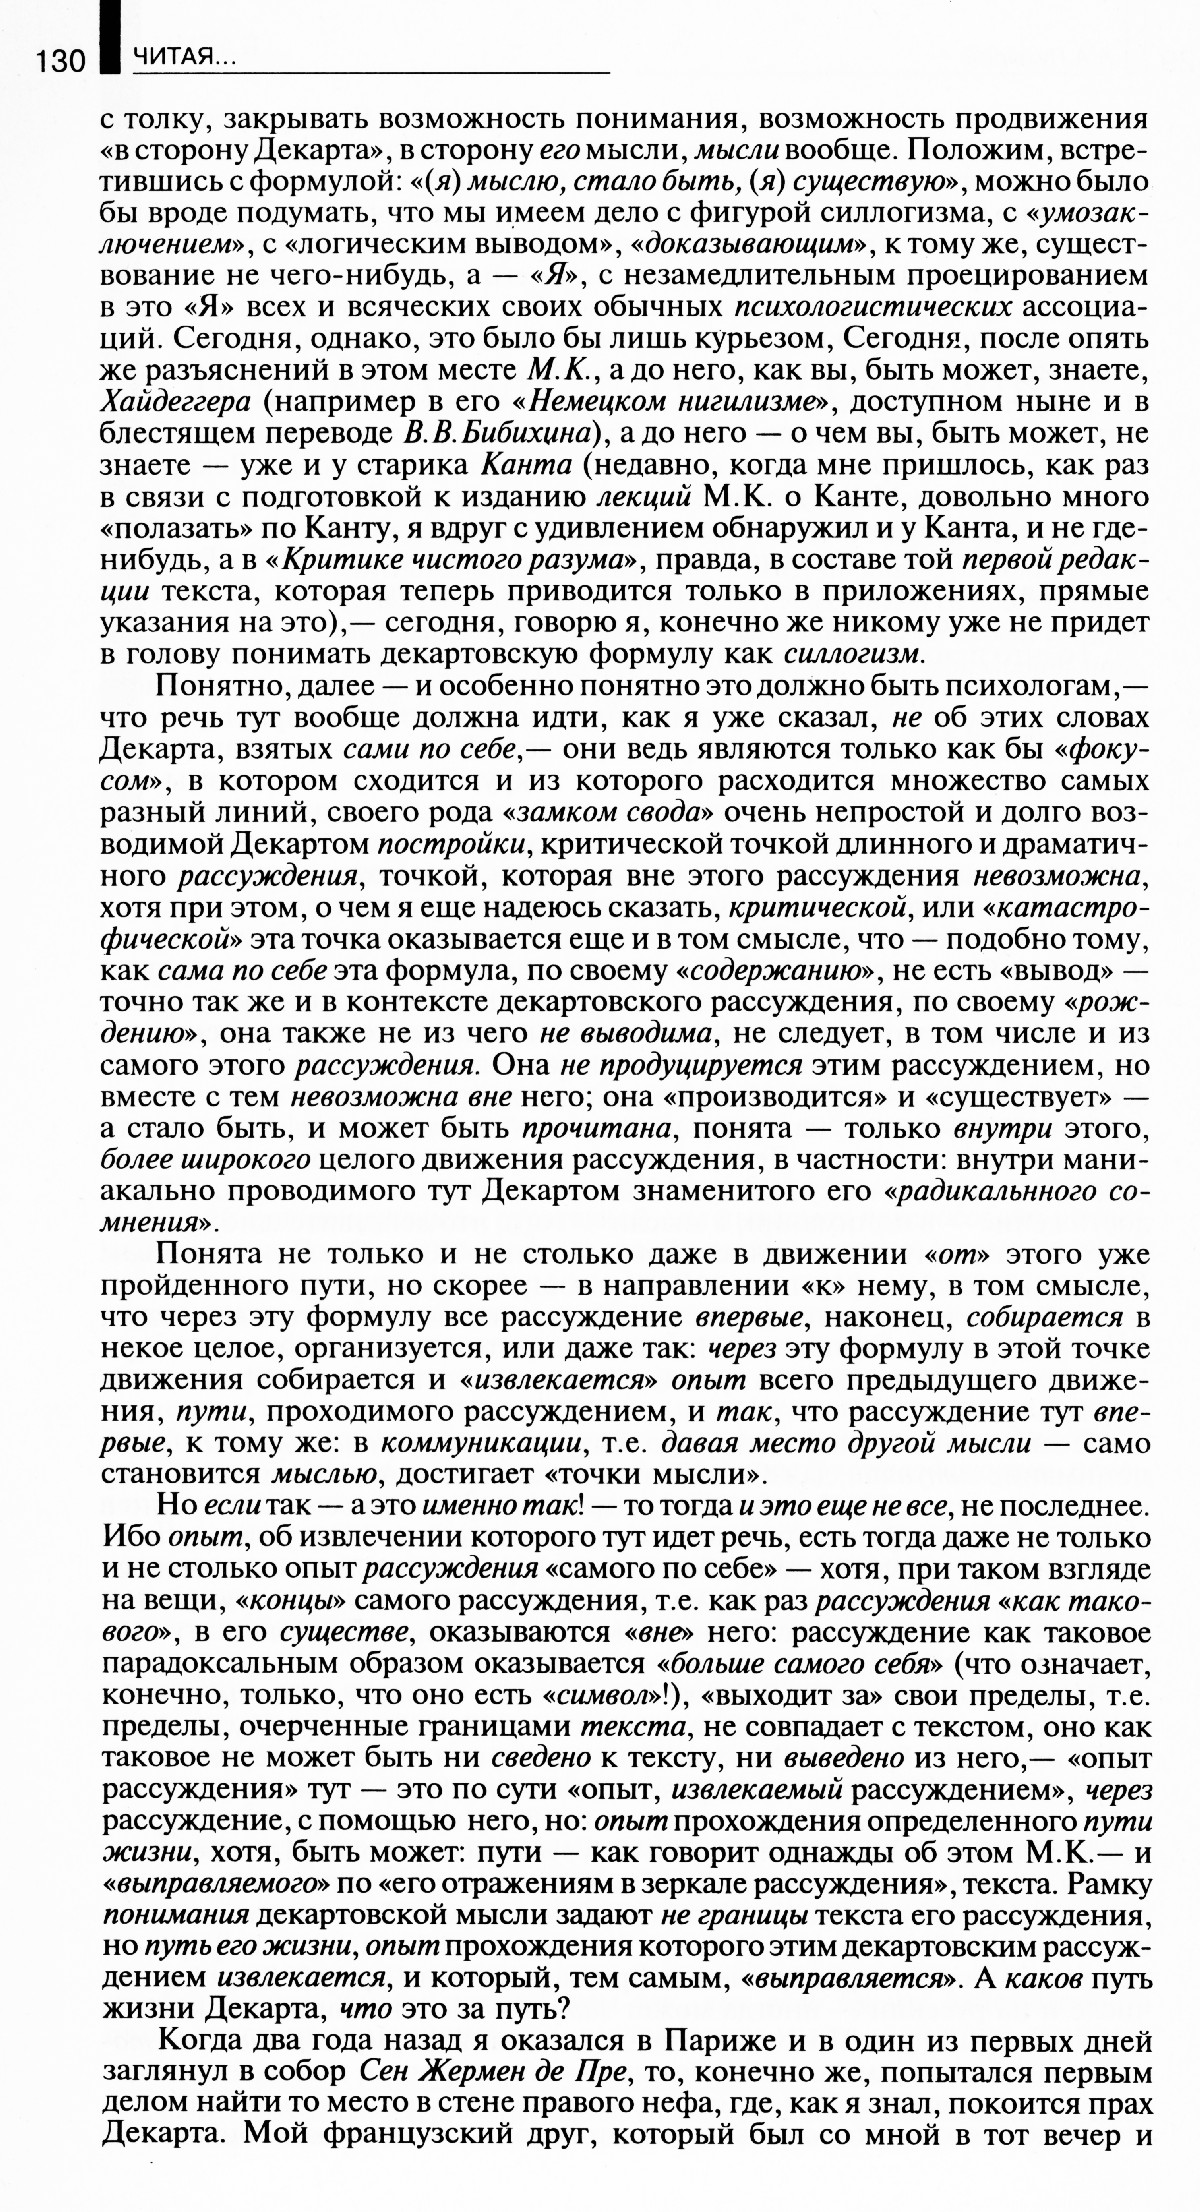 130 ЧИТАЯ...
с толку, закрывать возможность понимания, возможность продвижения
«в сторону Декарта», в сторону его мысли, мысли вообще. Положим, встре-
тившись с формулой: «(я) мыслю, стало быть, (я) существую», можно было
бы вроде подумать, что мы имеем дело с фигурой силлогизма, с «умозак-
лючением», с «логическим выводом», «доказывающим», к тому же, сущест-
вование не чего-нибудь, а — «Я», с незамедлительным проецированием
в это «Я» всех и всяческих своих обычных психологистических ассоциа-
ций. Сегодня, однако, это было бы лишь курьезом, Сегодня, после опять
же разъяснений в этом месте М.К., а до него, как вы, быть может, знаете,
Хайдеггера (например в его «Немецком нигилизме», доступном ныне и в
блестящем переводе В.В.Бибихина), а до него — о чем вы, быть может, не
знаете — уже и у старика Канта (недавно, когда мне пришлось, как раз
в связи с подготовкой к изданию лекций М.К. о Канте, довольно много
«полазать» по Канту, я вдруг с удивлением обнаружил и у Канта, и не где-
нибудь, а в «Критике чистого разума», правда, в составе той первой редак-
ции текста, которая теперь приводится только в приложениях, прямые
указания на это),— сегодня, говорю я, конечно же никому уже не придет
в голову понимать декартовскую формулу как силлогизм.
Понятно, далее — и особенно понятно это должно быть психологам,—
что речь тут вообще должна идти, как я уже сказал, не об этих словах
Декарта, взятых сами по себе,— они ведь являются только как бы «фоку-
сом», в котором сходится и из которого расходится множество самых
разный линий, своего рода «замком свода» очень непростой и долго воз-
водимой Декартом постройки, критической точкой длинного и драматич-
ного рассуждения, точкой, которая вне этого рассуждения невозможна,
хотя при этом, о чем я еще надеюсь сказать, критической, или «катастро-
фической» эта точка оказывается еще и в том смысле, что — подобно тому,
как сама по себе эта формула, по своему «содержанию», не есть «вывод» —
точно так же и в контексте декартовского рассуждения, по своему «рож-
дению», она также не из чего не выводима, не следует, в том числе и из
самого этого рассуждения. Она не продуцируется этим рассуждением, но
вместе с тем невозможна вне него; она «производится» и «существует» —
а стало быть, и может быть прочитана, понята — только внутри этого,
более широкого целого движения рассуждения, в частности: внутри мани-
акально проводимого тут Декартом знаменитого его «радикальнного со-
мнения».
Понята не только и не столько даже в движении «от» этого уже
пройденного пути, но скорее — в направлении «к» нему, в том смысле,
что через эту формулу все рассуждение впервые, наконец, собирается в
некое целое, организуется, или даже так: через эту формулу в этой точке
движения собирается и «извлекается» опыт всего предыдущего движе-
ния, пути, проходимого рассуждением, и так, что рассуждение тут впе-
рвые, к тому же: в коммуникации, т.е. давая место другой мысли — само
становится мыслью, достигает «точки мысли».
Но если так — а это именно так! — то тогда и это еще не все, не последнее.
Ибо опыт, об извлечении которого тут идет речь, есть тогда даже не только
и не столько опыт рассуждения «самого по себе» — хотя, при таком взгляде
на вещи, «концы» самого рассуждения, т.е. как раз рассуждения «как тако-
вого», в его существе, оказываются «вне» него: рассуждение как таковое
парадоксальным образом оказывается «больше самого себя» (что означает,
конечно, только, что оно есть «символ»!), «выходит за» свои пределы, т.е.
пределы, очерченные границами текста, не совпадает с текстом, оно как
таковое не может быть ни сведено к тексту, ни выведено из него,— «опыт
рассуждения» тут — это по сути «опыт, извлекаемый рассуждением», через
рассуждение, с помощью него, но: опыт прохождения определенного пути
жизни, хотя, быть может: пути — как говорит однажды об этом М.К.— и
«выправляемого» по «его отражениям в зеркале рассуждения», текста. Рамку
понимания декартовской мысли задают не границы текста его рассуждения,
но путь его жизни, опыт прохождения которого этим декартовским рассуж-
дением извлекается, и который, тем самым, «выправляется». А каков путь
жизни Декарта, что это за путь?
Когда два года назад я оказался в Париже и в один из первых дней
заглянул в собор Сен Жермен де Пре, то, конечно же, попытался первым
делом найти то место в стене правого нефа, где, как я знал, покоится прах
Декарта. Мой французский друг, который был со мной в тот вечер и